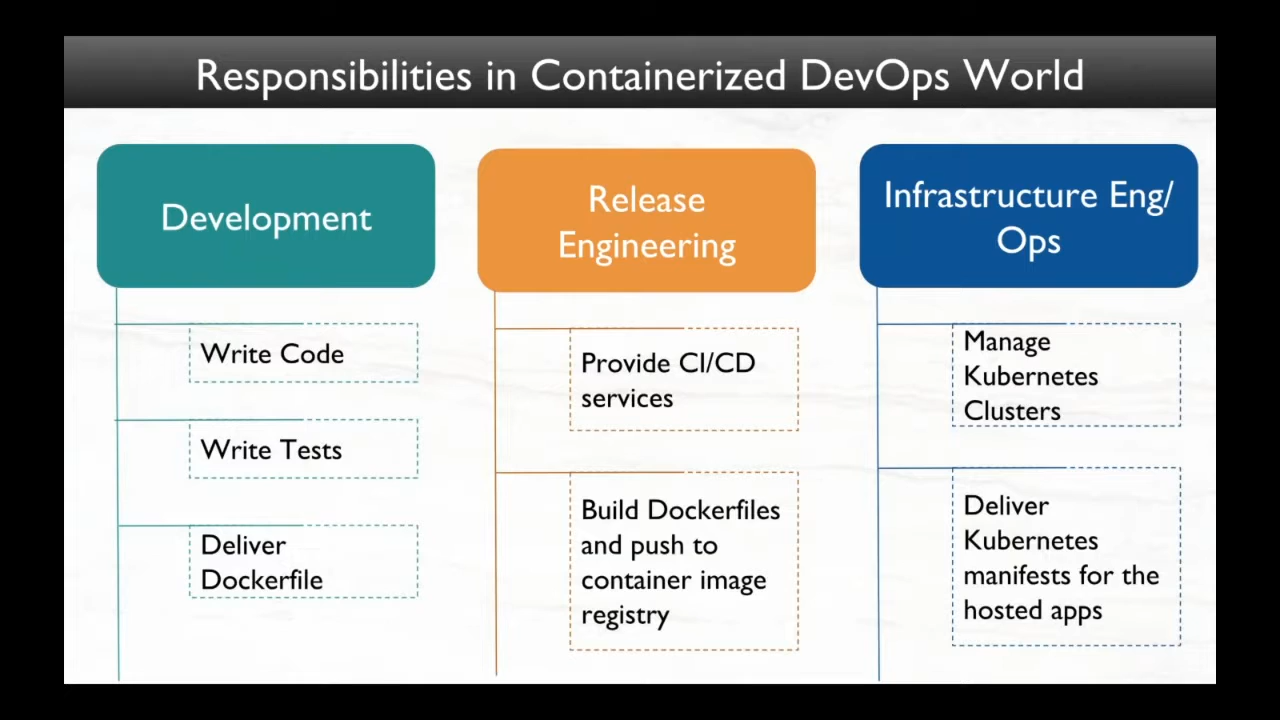 Responsibilities in Containerized DevOps World
Development
Write Code
Write Tests
Deliver
Dockerfile
Release
Engineering
Provide CI/CD
services
Build Dockerfiles
and push to
container image
registry
Infrastructure Eng/
Ops
Manage
Kubernetes
Clusters
Deliver
Kubernetes
manifests for the
hosted apps